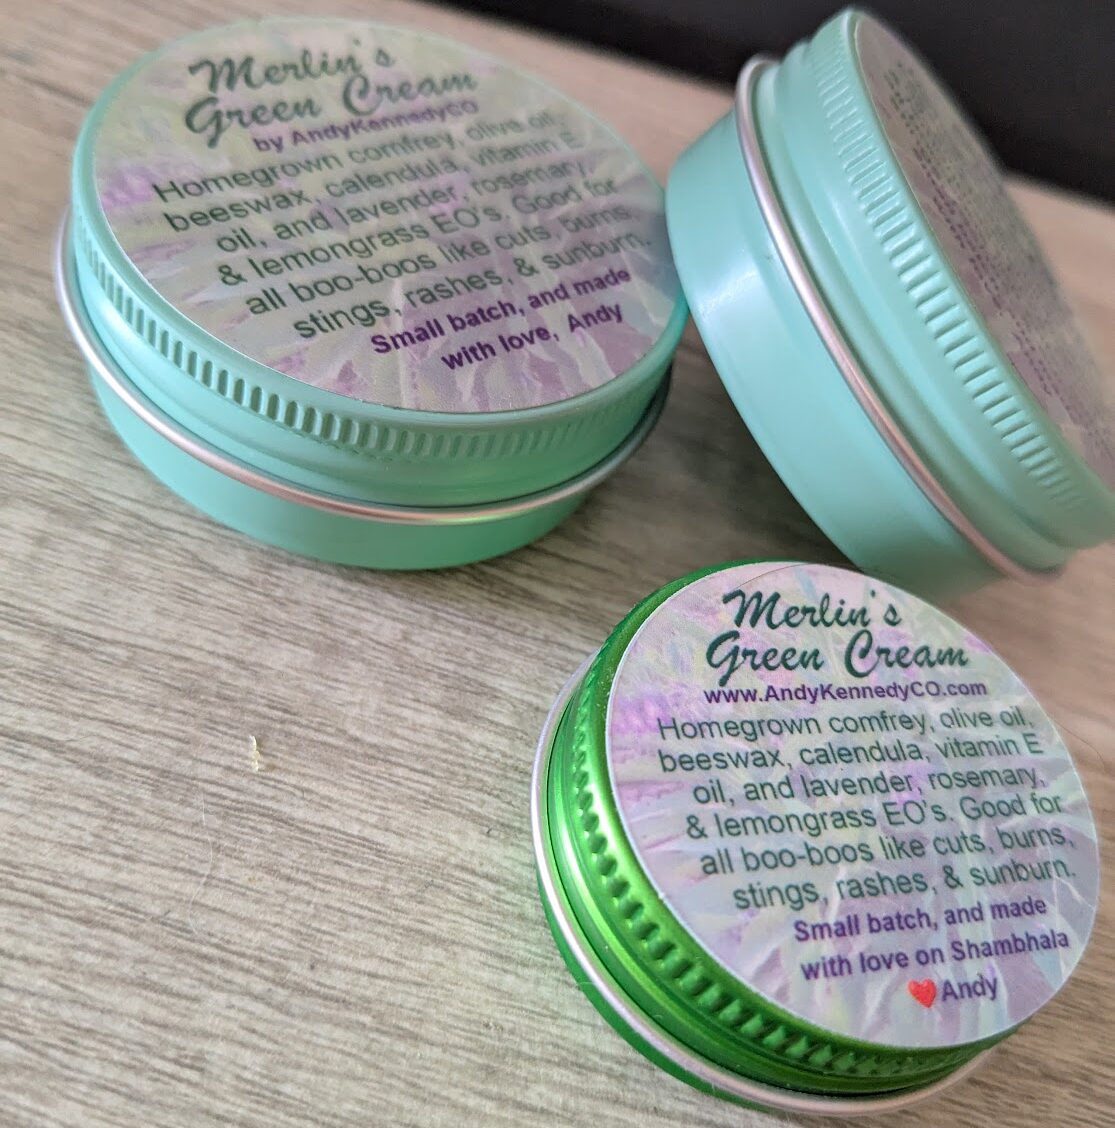 Merlin's
Green Cream
by AndyKennedyCO
Homegrown comfrey, olive oil,
beeswax, calendula, vitamin E
oil, and lavender, rosemary,
& lemongrass EO's. Good for
all boo-boos like cuts, burns,
stings, rashes, & sunburn.
Small batch, and made
with love, Andy
Merlin's
Green Cream
www.AndyKennedyCO.com
Homegrown comfrey, olive oil,
beeswax, calendula, vitamin E
oil, and lavender, rosemary,
& lemongrass EO's. Good for
all boo-boos like cuts, burns,
stings, rashes, & sunburn.
Small batch, and made
with love on Shambhala
❤️Andy